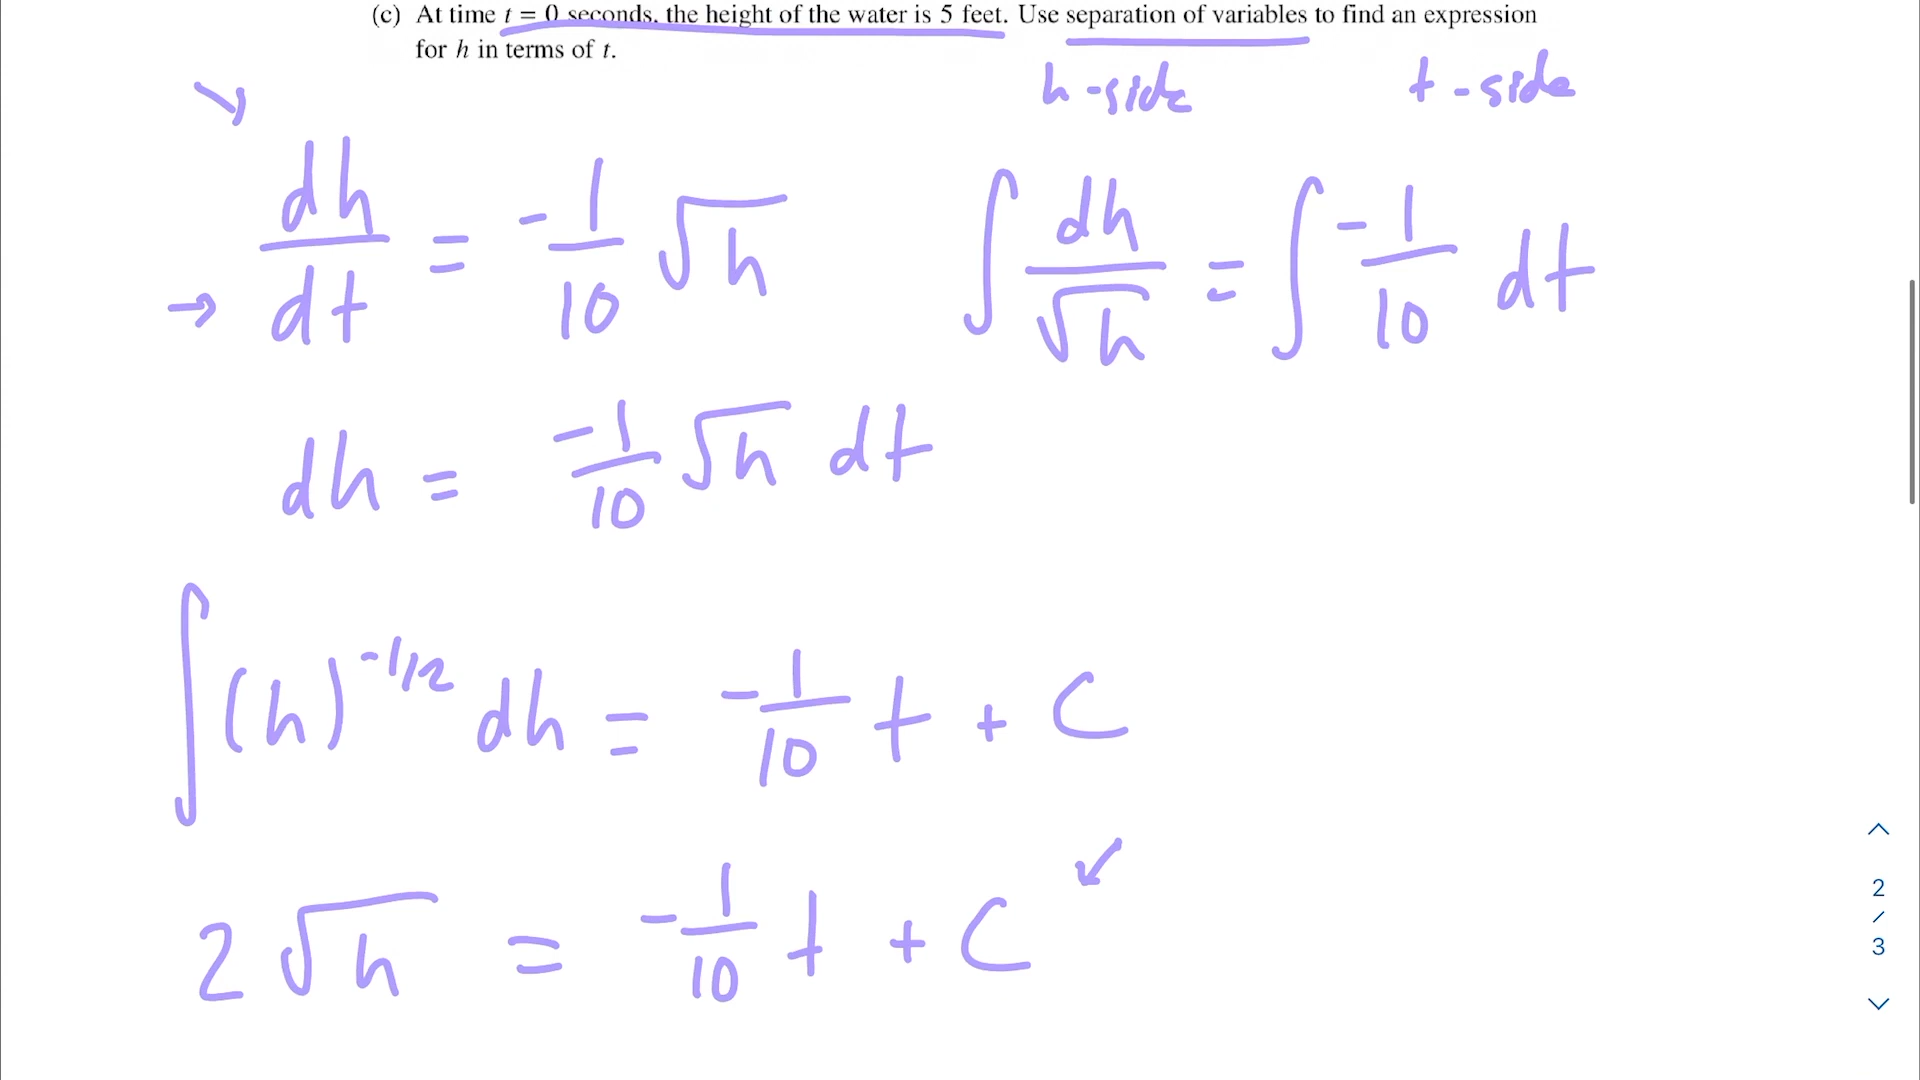 (c) At time t = 0 seconds, the height of the water is 5 feet. Use separation of variables to find an expression
for h in terms of t.
h-side t-side
dh/dt = -1/10 √h
∫ dh/√h = ∫ -1/10 dt
dh = -1/10 √h dt
∫(h)^-1/2 dh = -1/10 t + C
2√h = -1/10 t + C
2
/
3